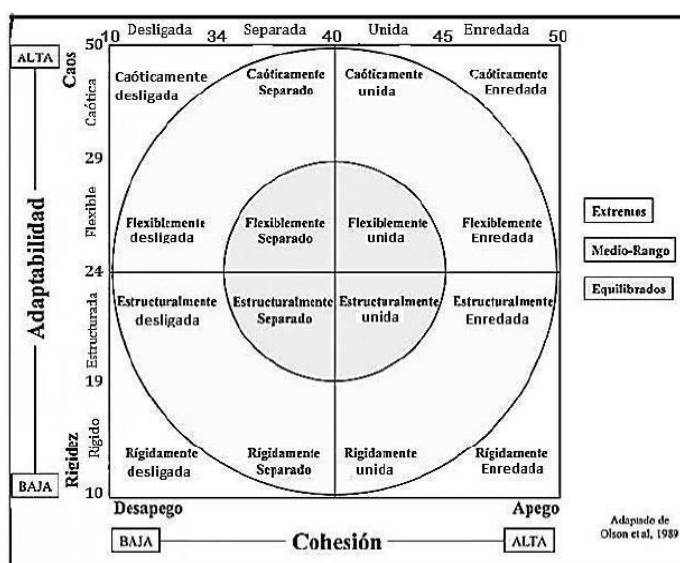 Desligada Separada Unida Enredada
10 34 40 45 50
50
ALTA
Caos
Caótica
Caóticamente
desligada
Caóticamente
Separado
Caóticamente
unida
Caóticamente
Enredada
29
Flexible
Flexiblemente
desligada
Flexiblemente
Separado
Flexiblemente
unida
Flexiblemente
Enredada
Extremos
Medio-Rango
Equilibrados
Adaptabilidad
24
Estructurada
Estructuralmente
desligada
Estructuralmente
Separado
Estructuralmente
unida
Estructuralmente
Enredada
19
Rígido
Rigidez
Rígidamente
desligada
Rígidamente
Separado
Rígidamente
unida
Rígidamente
Enredada
BAJA
10
Desapego
Apego
BAJA
Cohesión
ALTA
Adaptado de
Olson et al, 1989